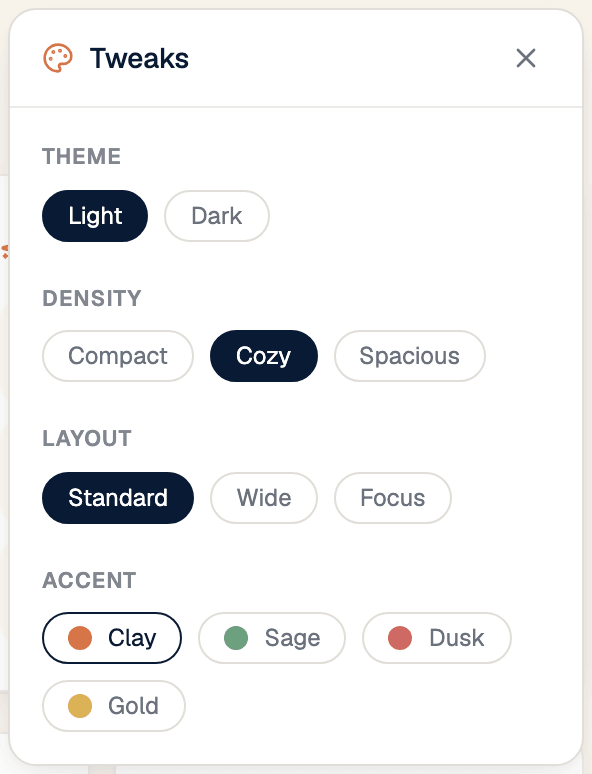 Tweaks
THEME
Light Dark
DENSITY
Compact Cozy Spacious
LAYOUT
Standard Wide Focus
ACCENT
Clay Sage Dusk
Gold